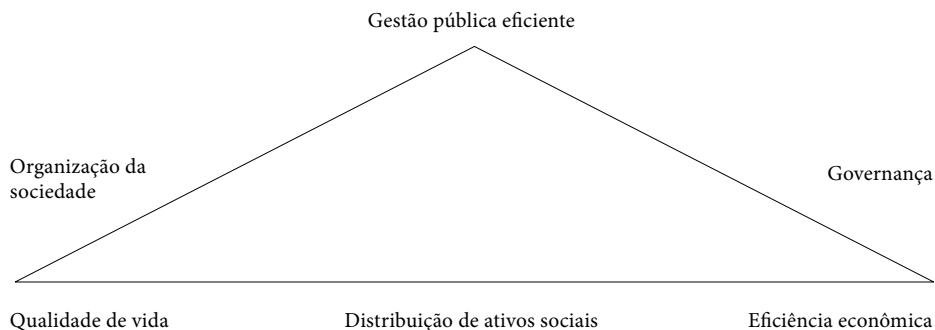 Gestão pública eficiente
Organização da
sociedade
Governança
Qualidade de vida
Distribuição de ativos sociais
Eficiência econômica